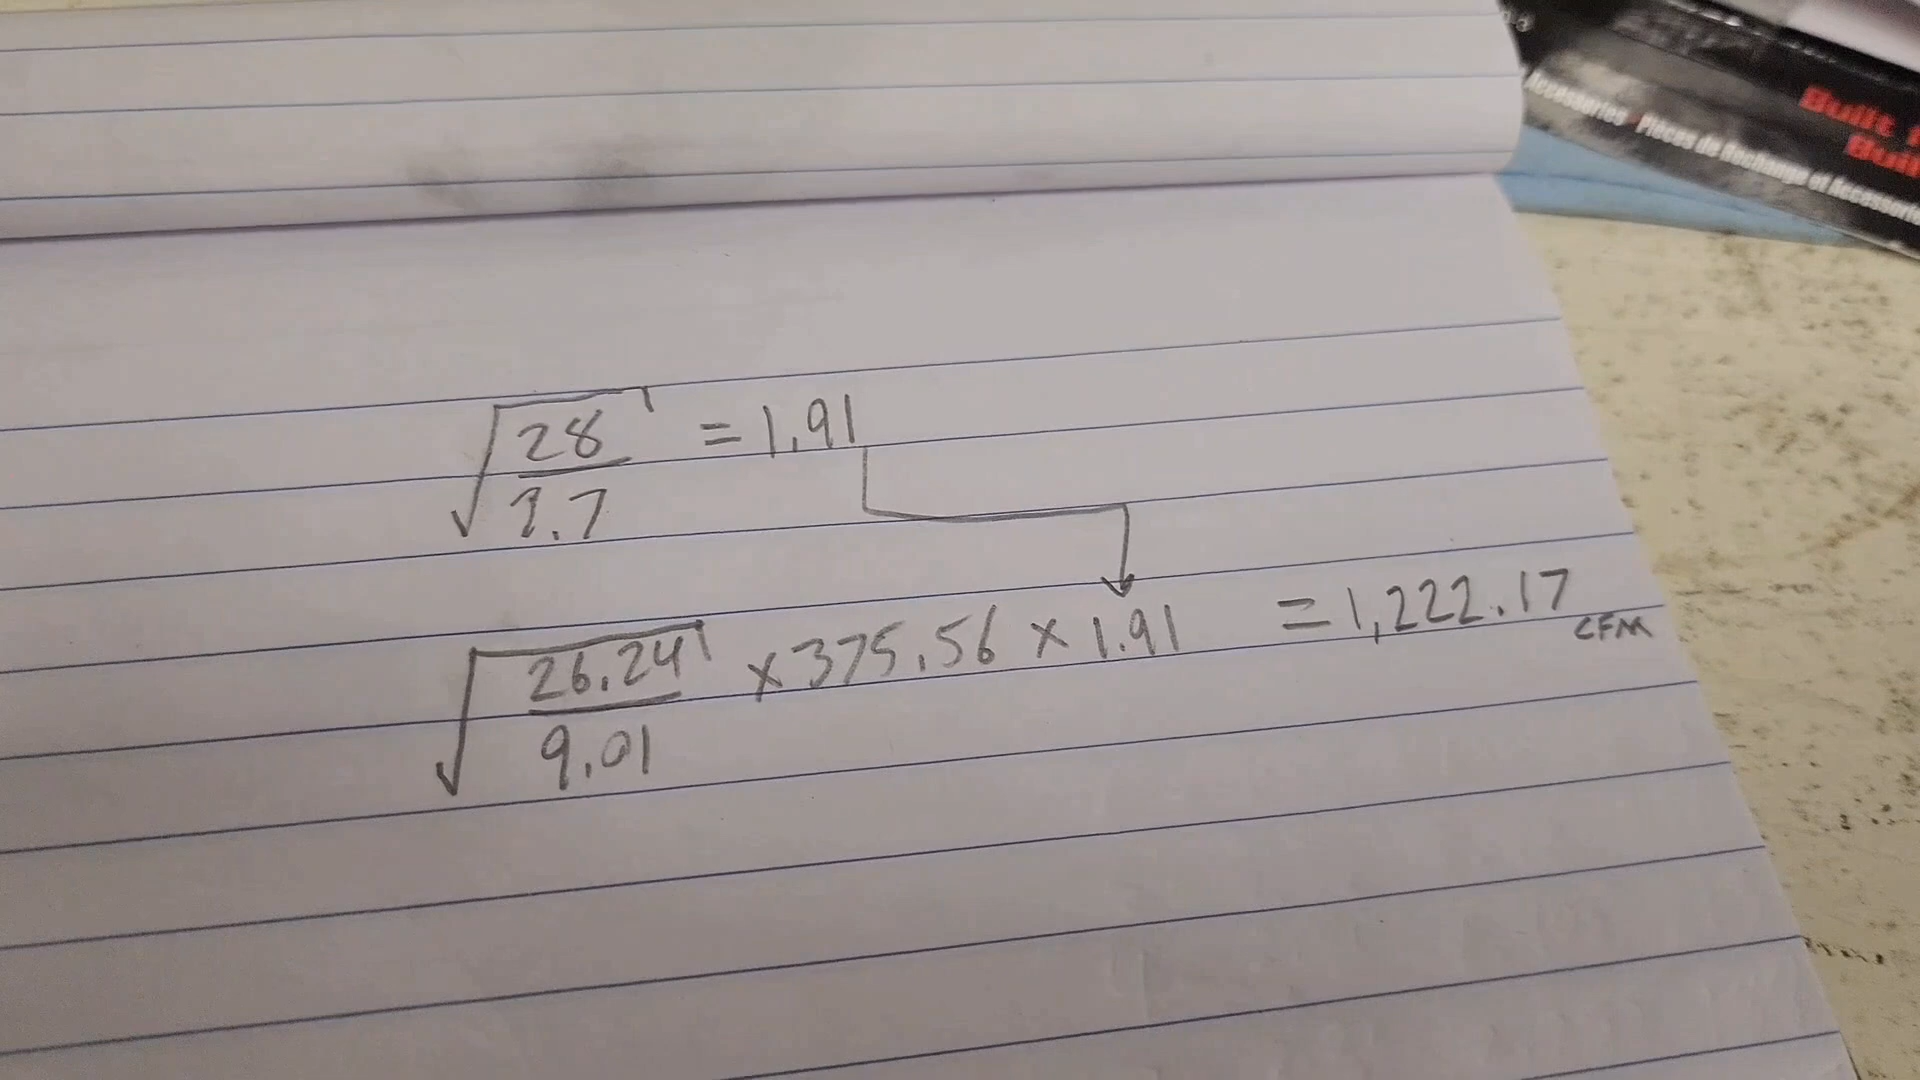 Built
Accessories • Pièces de Rechange et
√28/7.7 = 1.91
√26.24/9.01 × 375.56 × 1.91 = 1,222.17
CFM